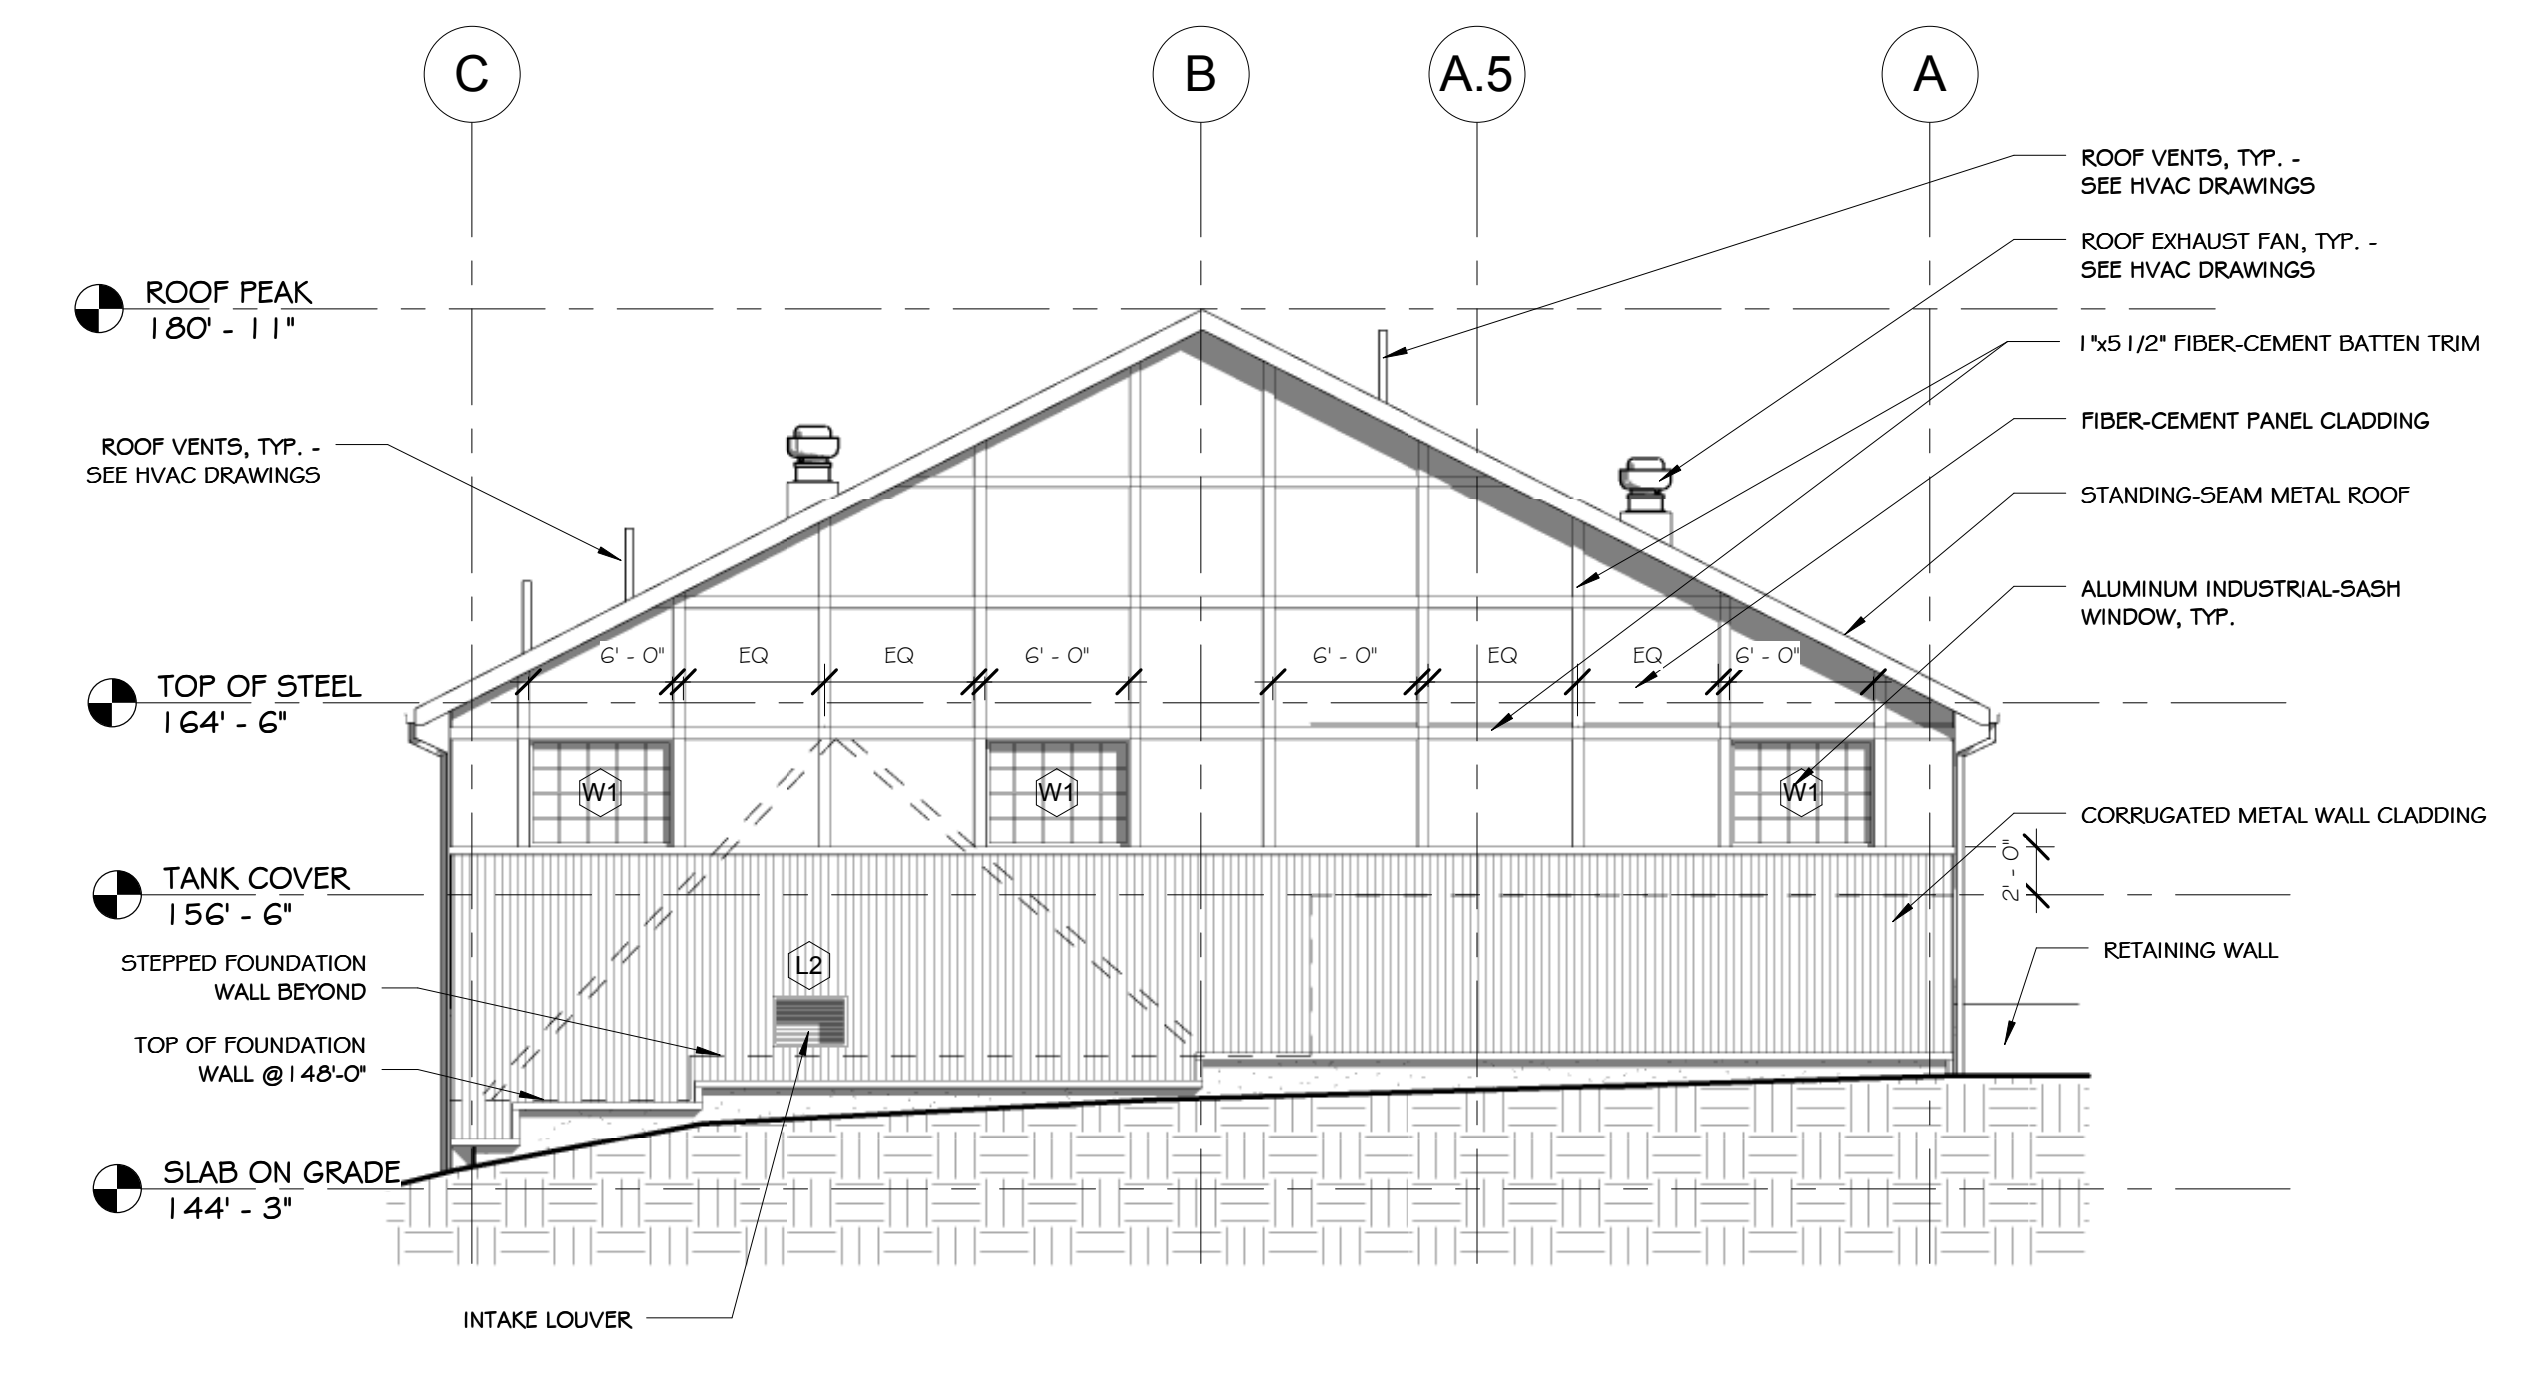 C
B
A.5
A
ROOF VENTS, TYP. -
SEE HVAC DRAWINGS
ROOF EXHAUST FAN, TYP. -
SEE HVAC DRAWINGS
ROOF PEAK
180' - 11"
1"x5 1/2" FIBER-CEMENT BATTEN TRIM
FIBER-CEMENT PANEL CLADDING
ROOF VENTS, TYP. -
SEE HVAC DRAWINGS
STANDING-SEAM METAL ROOF
ALUMINUM INDUSTRIAL-SASH
WINDOW, TYP.
6' - 0"
EQ
EQ
6' - 0"
6' - 0"
EQ
EQ
6' - 0"
TOP OF STEEL
164' - 6"
W1
W1
W1
CORRUGATED METAL WALL CLADDING
2' - 0"
TANK COVER
156' - 6"
RETAINING WALL
STEPPED FOUNDATION
WALL BEYOND
L2
TOP OF FOUNDATION
WALL @148'-0"
SLAB ON GRADE
144' - 3"
INTAKE LOUVER